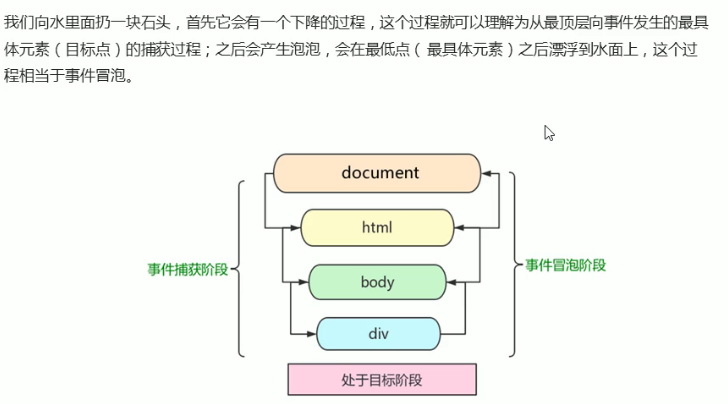 我们向水里面扔一块石头，首先它会有一个下降的过程，这个过程就可以理解为从最顶层向事件发生的最具
体元素（目标点）的捕获过程；之后会产生泡泡，会在最低点（ 最具体元素）之后漂浮到水面上，这个过
程相当于事件冒泡。
document
html
事件捕获阶段
事件冒泡阶段
body
div
处于目标阶段